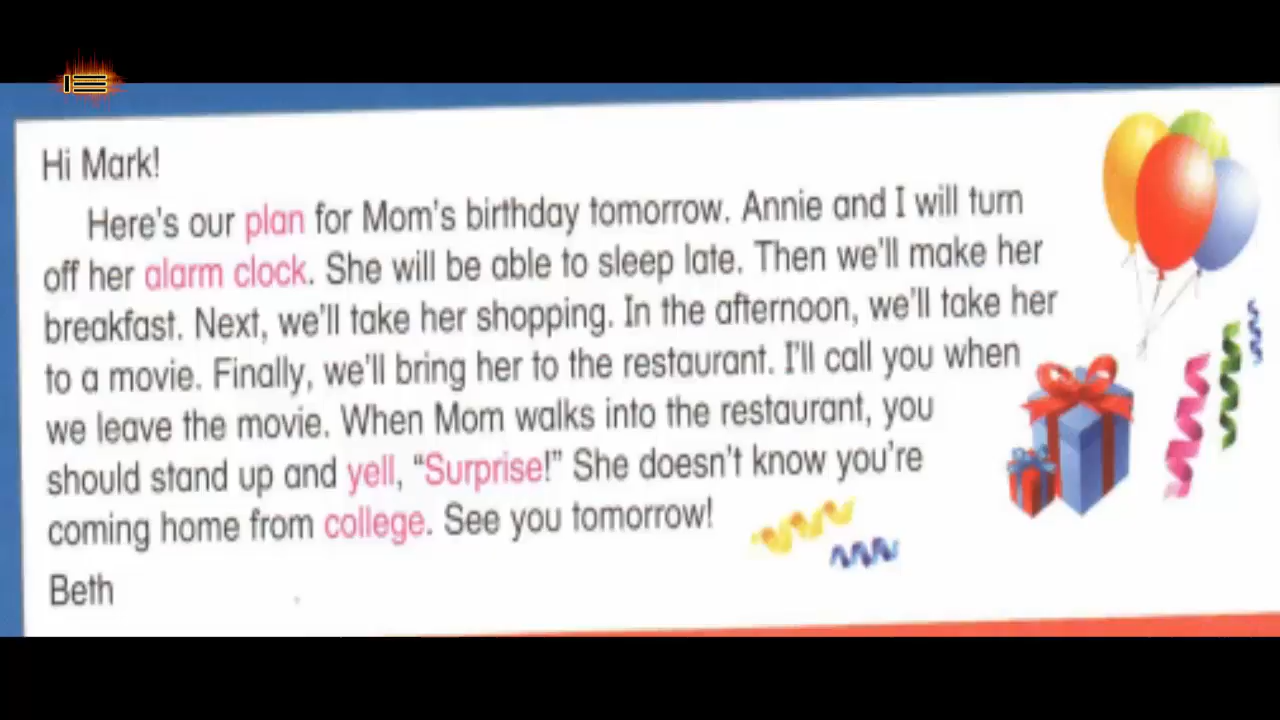 Hi Mark!
Here's our plan for Mom's birthday tomorrow. Annie and I will turn
off her alarm clock. She will be able to sleep late. Then we'll make her
breakfast. Next, we'll take her shopping. In the afternoon, we'll take her
to a movie. Finally, we'll bring her to the restaurant. I'll call you when
we leave the movie. When Mom walks into the restaurant, you
should stand up and yell, “Surprise!” She doesn't know you're
coming home from college. See you tomorrow!
Beth